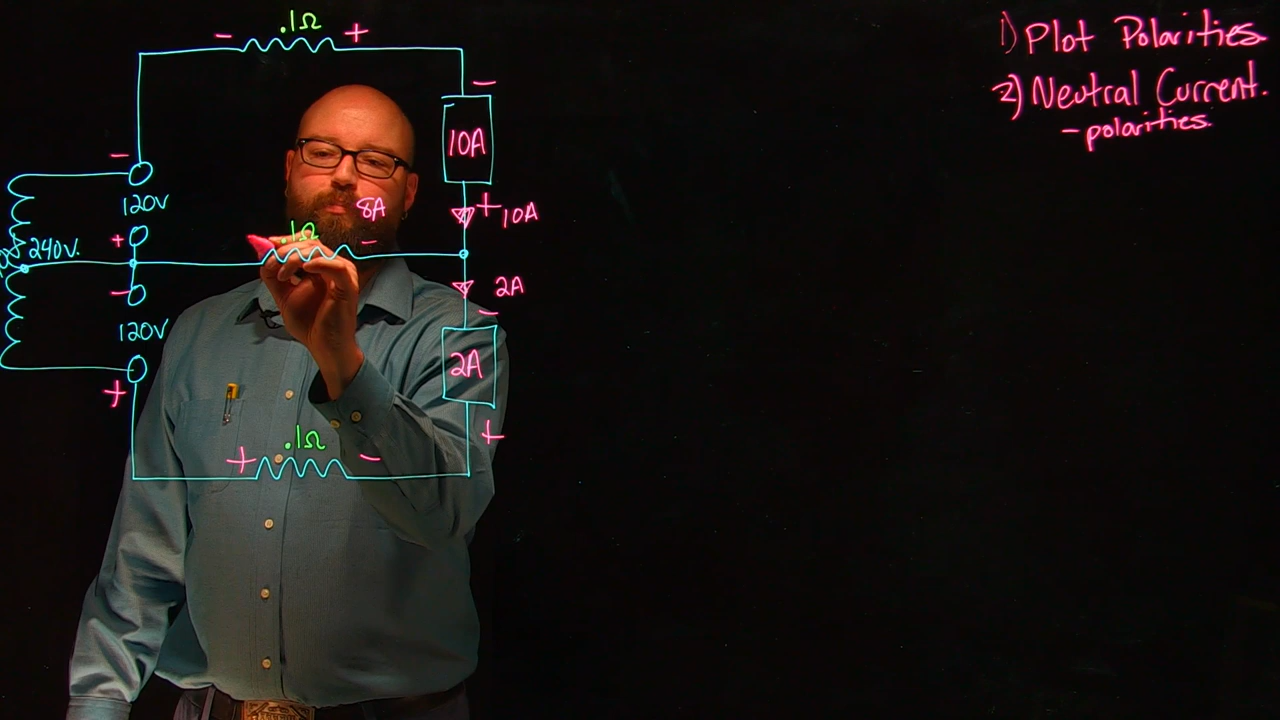 1) Plot Polarities
2) Neutral Current.
- polarities.
- .1Ω +
-
10A
- 120V
+ 10A
8A
+ .1Ω -
240V.
2A
-
- 120V
2A
+
+ .1Ω -
+